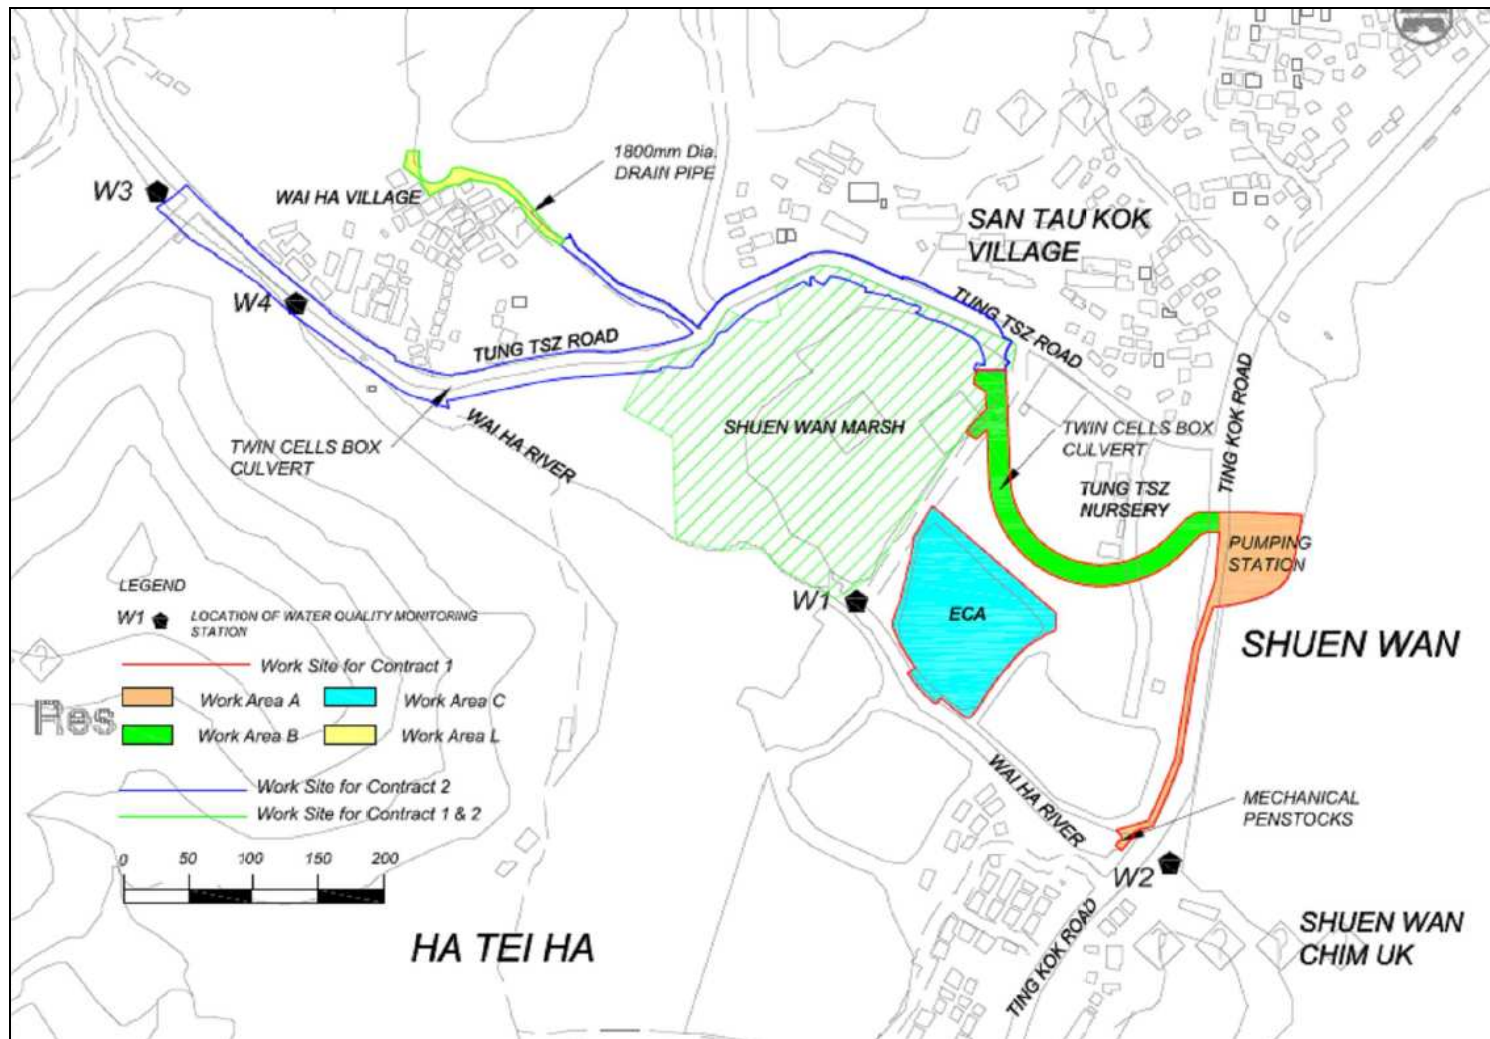 1800mm Dia.
DRAIN PIPE
W3
WAI HA VILLAGE
SAN TAU KOK
VILLAGE
W4
TUNG TSZ ROAD
TUNG TSZ ROAD
TING KOK ROAD
SHUEN WAN MARSH
WAI HA RIVER
TWIN CELLS BOX
CULVERT
TWIN CELLS BOX
CULVERT
TUNG TSZ
NURSERY
PUMPING
STATION
LEGEND
W1
LOCATION OF WATER QUALITY MONITORING
STATION
W1
ECA
SHUEN WAN
Work Site for Contract 1
Work Area A
Work Area C
Res
Work Area B
Work Area L
Work Site for Contract 2
Work Site for Contract 1 & 2
WAI HA RIVER
MECHANICAL
PENSTOCKS
0 50 100 150 200
W2
HA TEI HA
TING KOK ROAD
SHUEN WAN
CHIM UK